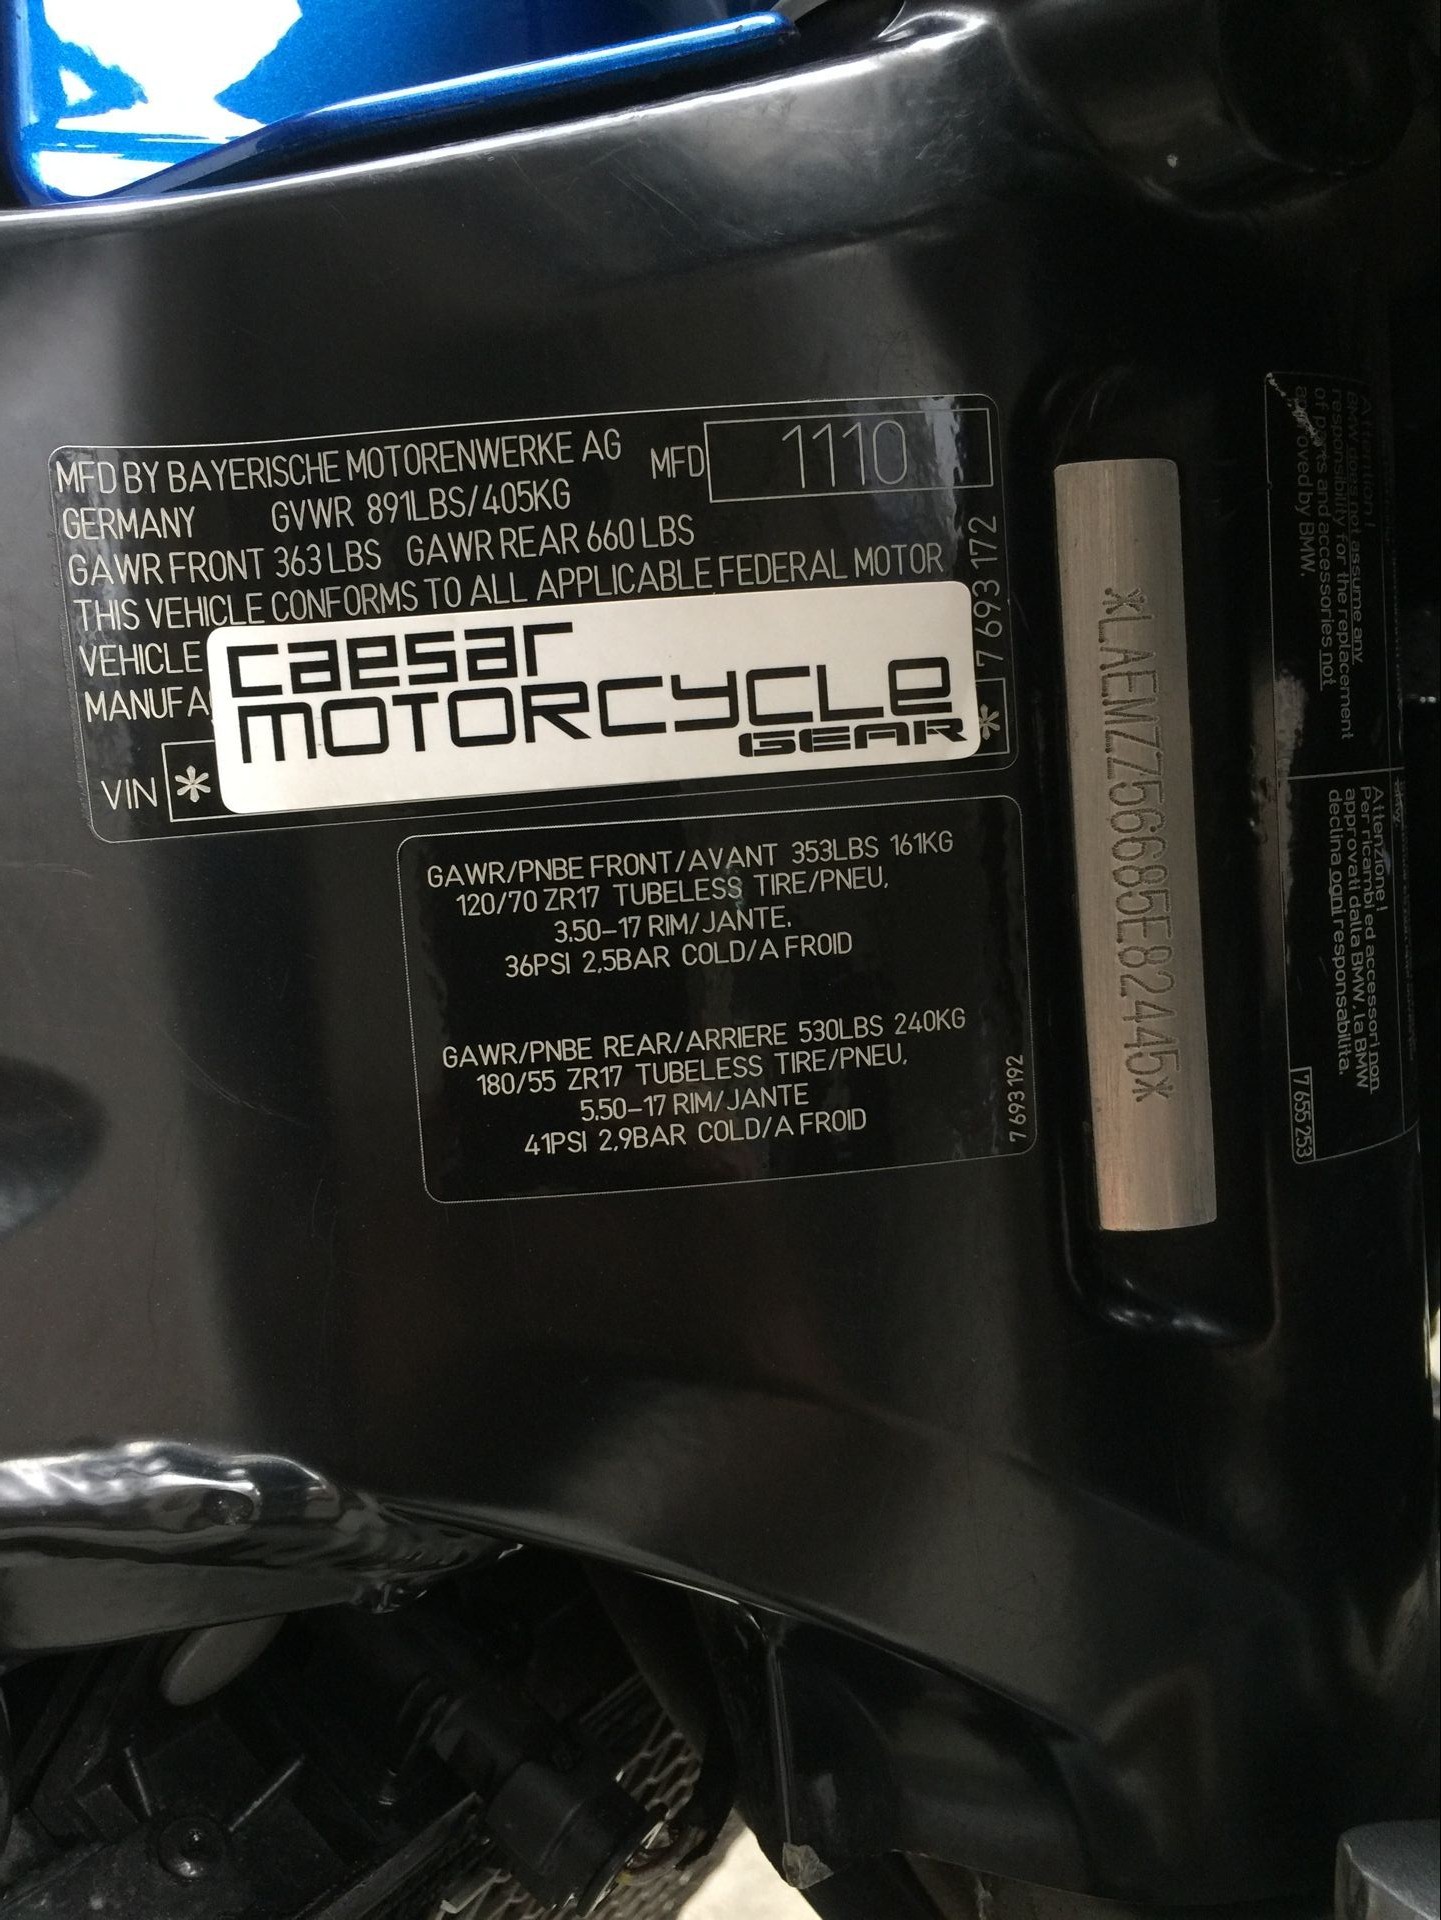 MFD BY BAYERISCHE MOTORENWERKE AG MFD 1110
GERMANY GVWR 891LBS/405KG
GAWR FRONT 363 LBS GAWR REAR 660 LBS
THIS VEHICLE CONFORMS TO ALL APPLICABLE FEDERAL MOTOR
VEHICLE
MANUFA
VIN * *
7 693 172
caesar
MOTORCYCLE
GEAR
GAWR/PNBE FRONT/AVANT 353LBS 161KG
120/70 ZR17 TUBELESS TIRE/PNEU,
3.50-17 RIM/JANTE.
36PSI 2,5BAR COLD/A FROID
GAWR/PNBE REAR/ARRIERE 530LBS 240KG
180/55 ZR17 TUBELESS TIRE/PNEU,
5.50-17 RIM/JANTE
41PSI 2,9BAR COLD/A FROID
7 693 192
*LAEMZ756685E82445*
Attention !
BMW does not assume any
responsibility for the replacement
of parts and accessories not
approved by BMW.
Attenzione !
Per ricambi ed accessori non
approvati dalla BMW, la BMW
declina ogni responsabilita.
7 655 253